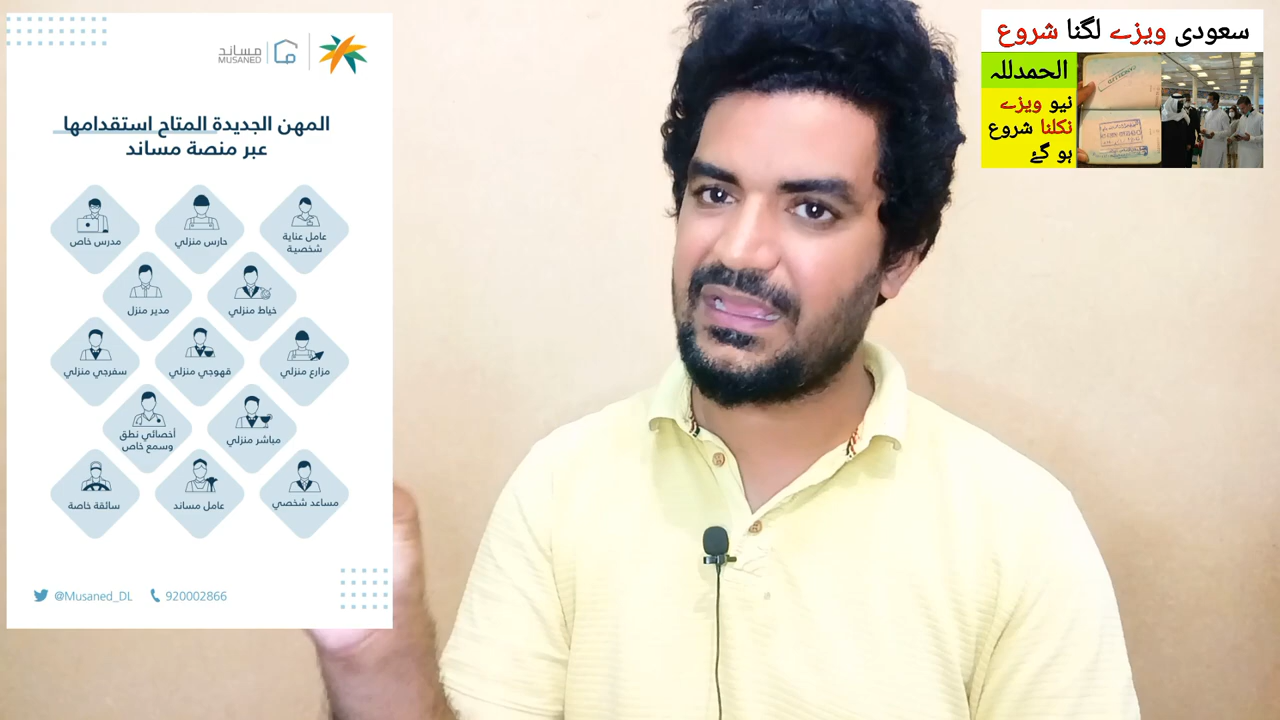 مساند
MUSANED
المهن الجديدة المتاح استقدامها
عبر منصة مساند
عامل عناية
شخصية
حارس منزلي
مدرس خاص
خياط منزلي
مدير منزل
مزارع منزلي
قهوجي منزلي
سفرجي منزلي
مباشر منزلي
أخصائي نطق
وسمع خاص
مساعد شخصي
عامل مساند
سائقة خاصة
@Musaned_DL
920002866
سعودی ویزے لگنا شروع
الحمدللہ
نیو ویزے
نکلنا شروع
ہو گئے
CANCELLED